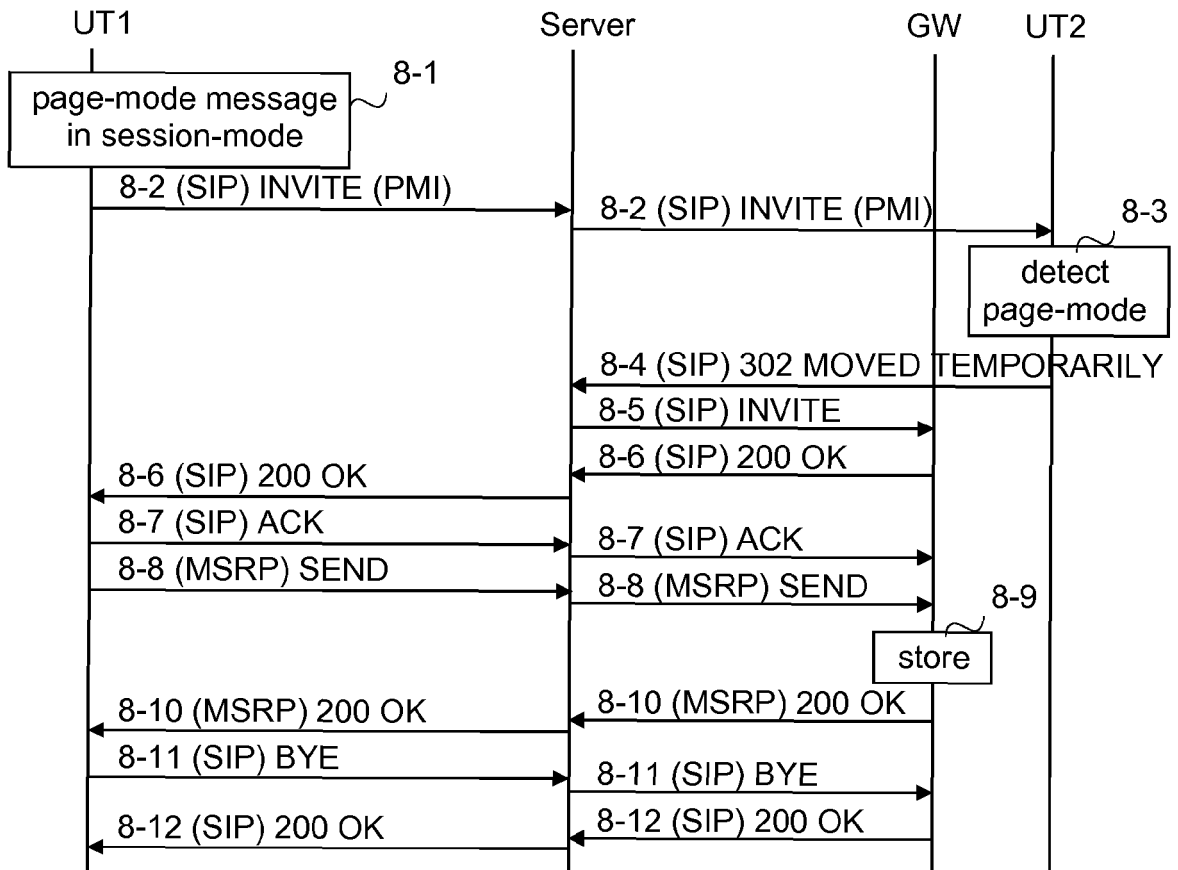 UT1
Server
GW
UT2
8-1
page-mode message
in session-mode
8-2 (SIP) INVITE (PMI)
8-2 (SIP) INVITE (PMI)
8-3
detect
page-mode
8-4 (SIP) 302 MOVED TEMPORARILY
8-5 (SIP) INVITE
8-6 (SIP) 200 OK
8-6 (SIP) 200 OK
8-7 (SIP) ACK
8-7 (SIP) ACK
8-8 (MSRP) SEND
8-8 (MSRP) SEND
8-9
store
8-10 (MSRP) 200 OK
8-10 (MSRP) 200 OK
8-11 (SIP) BYE
8-11 (SIP) BYE
8-12 (SIP) 200 OK
8-12 (SIP) 200 OK